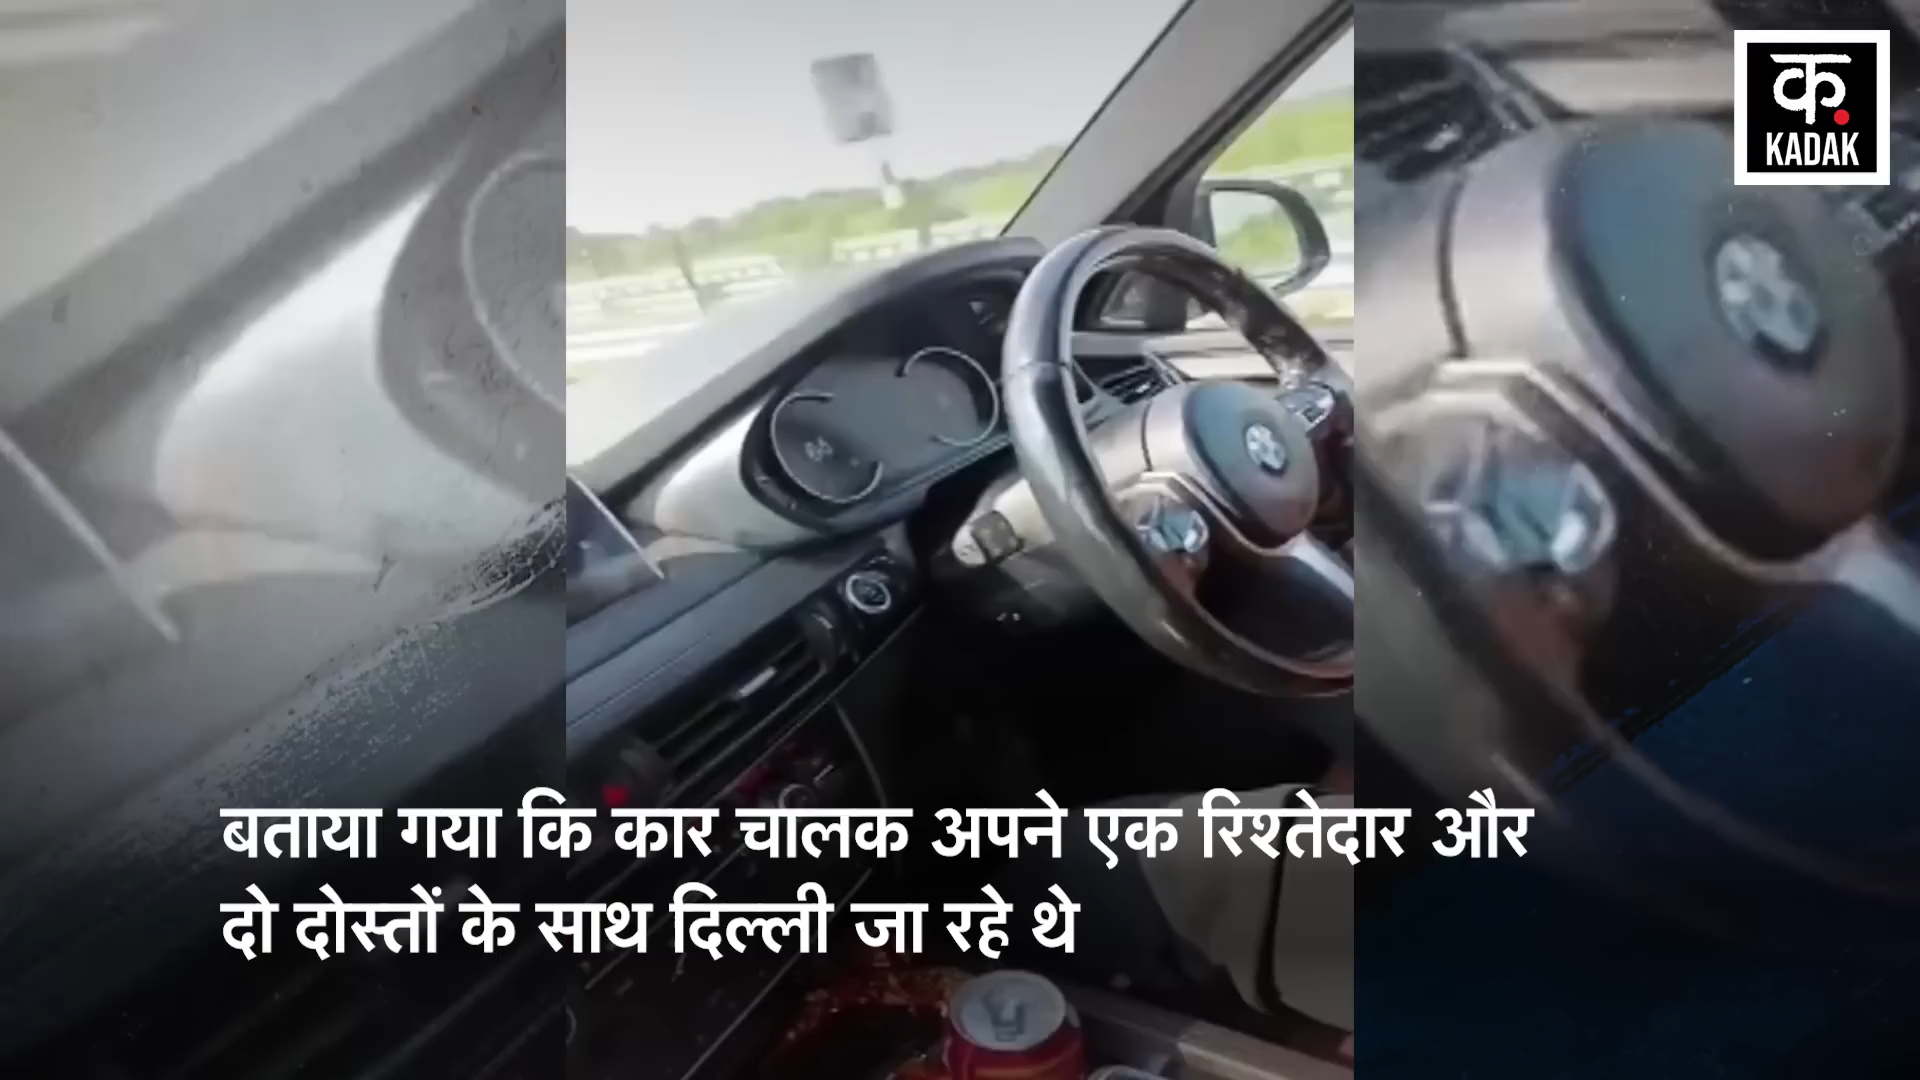 क
KADAK
बताया गया कि कार चालक अपने एक रिश्तेदार और
दो दोस्तों के साथ दिल्ली जा रहे थे